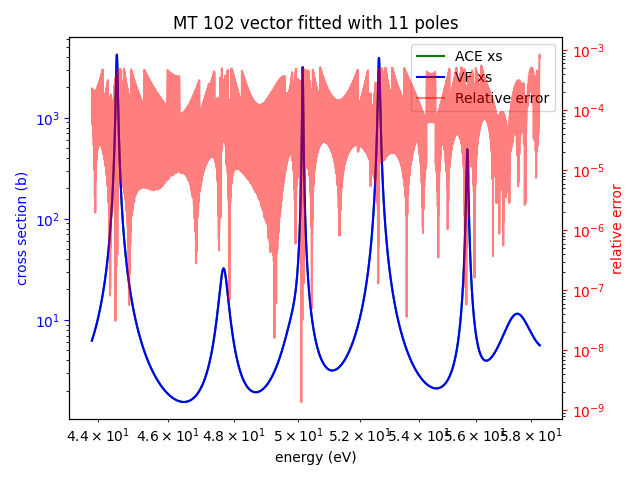 MT 102 vector fitted with 11 poles
ACE xs
VF xs
Relative error
10³
10²
10¹
cross section (b)
10⁻³
10⁻⁴
10⁻⁵
10⁻⁶
10⁻⁷
10⁻⁸
10⁻⁹
relative error
4.4 × 10¹ 4.6 × 10¹ 4.8 × 10¹ 5 × 10¹ 5.2 × 10¹ 5.4 × 10¹ 5.6 × 10¹ 5.8 × 10¹
energy (eV)